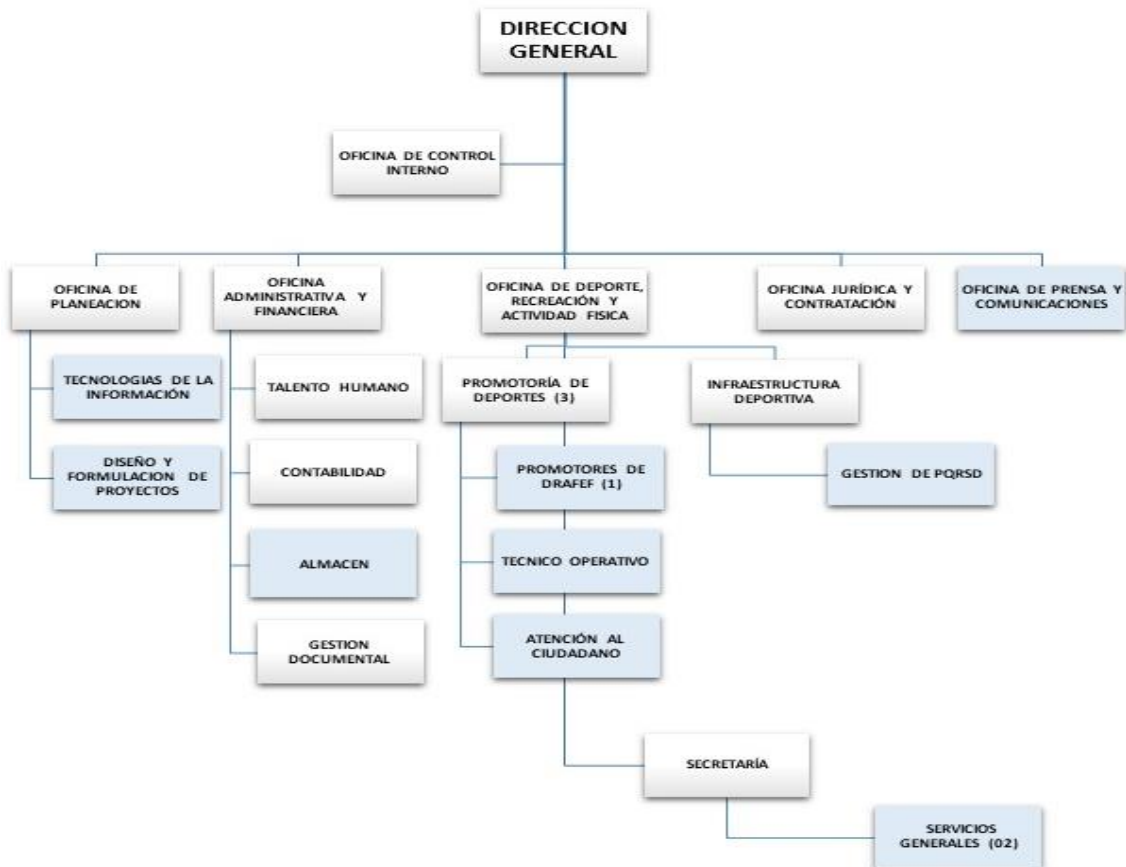 DIRECCION
GENERAL
OFICINA DE CONTROL
INTERNO
OFICINA DE
PLANEACION
OFICINA
ADMINISTRATIVA Y
FINANCIERA
OFICINA DE DEPORTE,
RECREACIÓN Y
ACTIVIDAD FISICA
OFICINA JURÍDICA Y
CONTRATACIÓN
OFICINA DE PRENSA Y
COMUNICACIONES
TECNOLOGIAS DE LA
INFORMACIÓN
TALENTO HUMANO
PROMOTORÍA DE
DEPORTES (3)
INFRAESTRUCTURA
DEPORTIVA
DISEÑO Y
FORMULACION DE
PROYECTOS
CONTABILIDAD
PROMOTORES DE
DRAFEF (1)
GESTION DE PQRSD
ALMACEN
TECNICO OPERATIVO
GESTION
DOCUMENTAL
ATENCIÓN AL
CIUDADANO
SECRETARÍA
SERVICIOS
GENERALES (02)